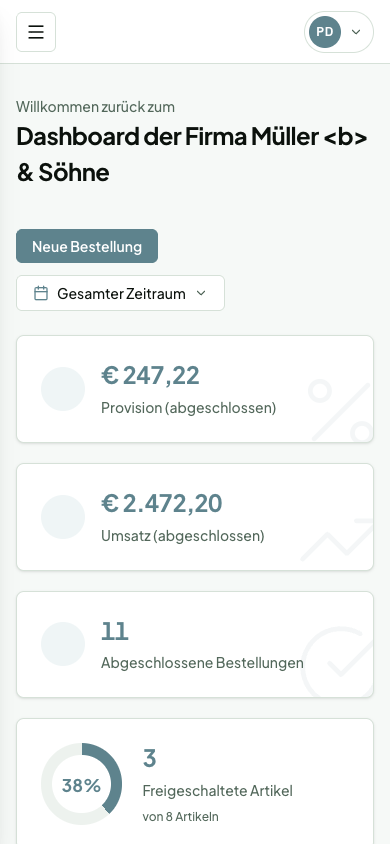 PD
Willkommen zurück zum
Dashboard der Firma Müller <b>
& Söhne
Neue Bestellung
Gesamter Zeitraum
€ 247,22
Provision (abgeschlossen)
€ 2.472,20
Umsatz (abgeschlossen)
11
Abgeschlossene Bestellungen
38%
3
Freigeschaltete Artikel
von 8 Artikeln